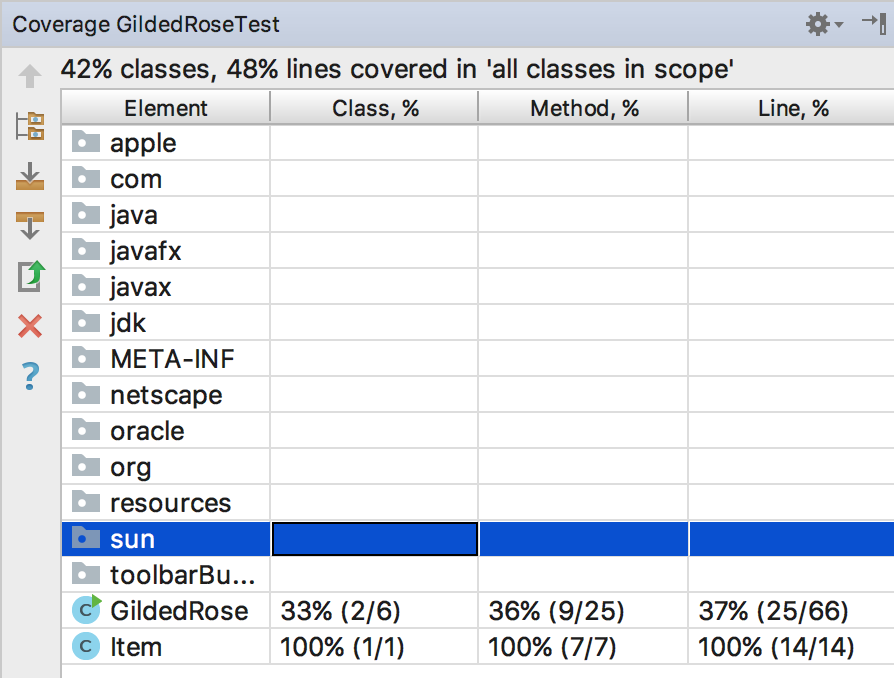 Coverage GildedRoseTest
42% classes, 48% lines covered in 'all classes in scope'
Element Class, % Method, % Line, %
apple
com
java
javafx
javax
jdk
META-INF
netscape
oracle
org
resources
sun
toolbarBu...
C GildedRose 33% (2/6) 36% (9/25) 37% (25/66)
C Item 100% (1/1) 100% (7/7) 100% (14/14)